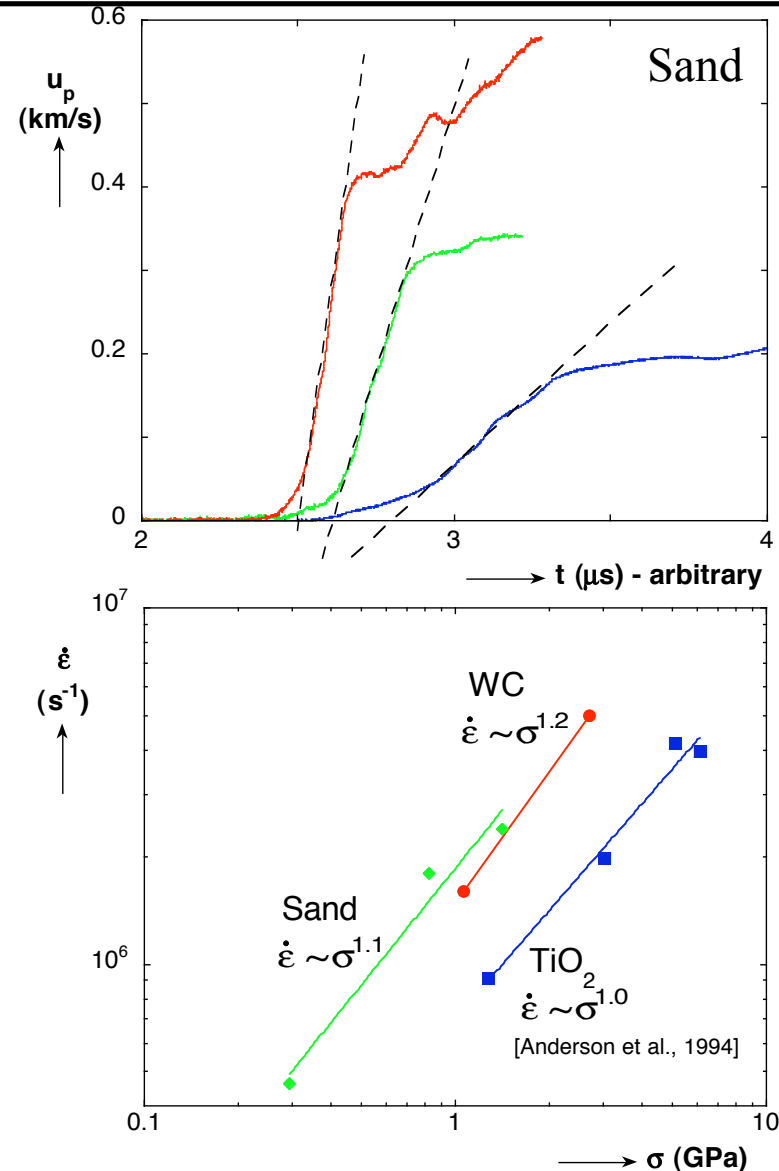 0.6
u_p
(km/s)
Sand
0.4
0.2
0
2
3
4
t (μs) - arbitrary
10^7
ε̇
(s^-1)
WC
ε̇ ~σ^1.2
Sand
ε̇ ~σ^1.1
10^6
TiO_2
ε̇ ~σ^1.0
[Anderson et al., 1994]
0.1
1
10
σ (GPa)